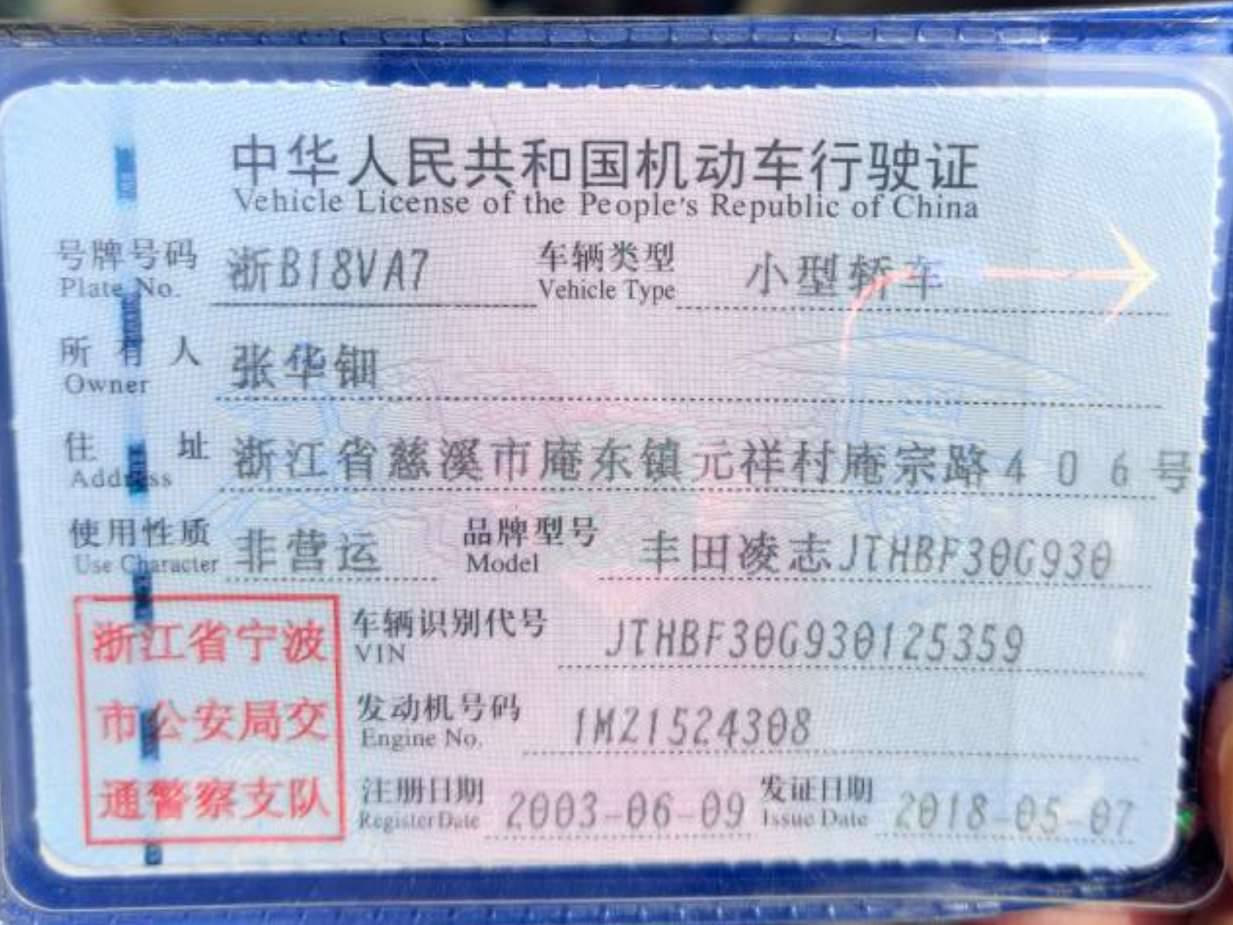 中华人民共和国机动车行驶证
Vehicle License of the People's Republic of China
号牌号码 浙B18VA7 车辆类型 小型轿车
Plate No. Vehicle Type
所有人 张华钿
Owner
住址 浙江省慈溪市庵东镇元祥村庵宗路406号
Address
使用性质 非营运 品牌型号 丰田凌志JTHBF30G930
Use Character Model
浙江省宁波
市公安局交
通警察支队
车辆识别代号 JTHBF30G930125359
VIN
发动机号码 1MZ1524308
Engine No.
注册日期 2003-06-09 发证日期 2018-05-07
Register Date Issue Date